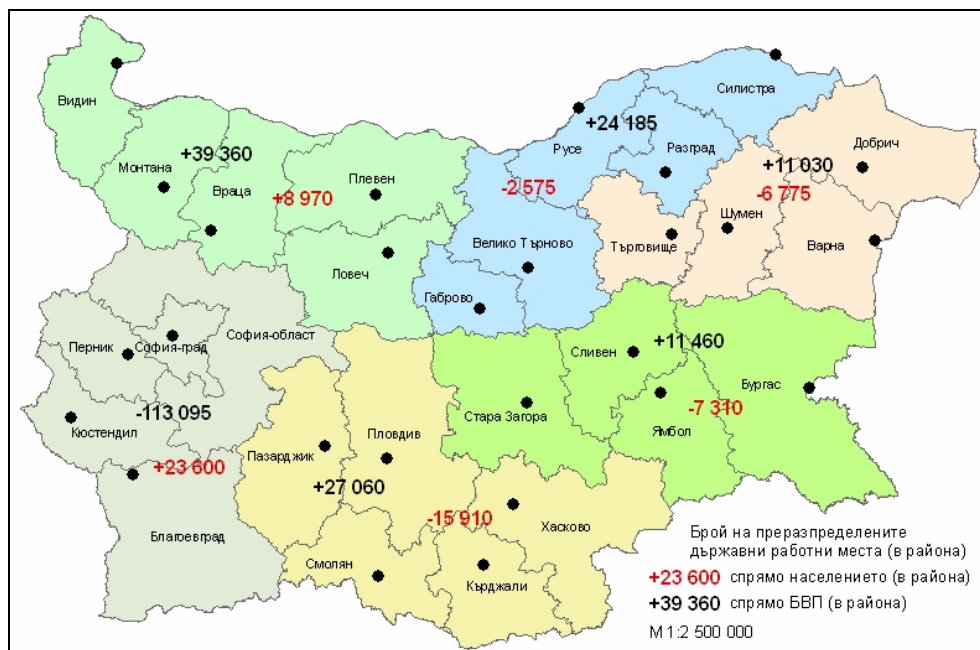 Видин
Силистра
+24 185
Русе
Разград
Добрич
+39 360
Монтана
+11 030
Враца
Плевен
+8 970
-2 575
-6 775
Шумен
Велико Търново
Търговище
Варна
Ловеч
Габрово
София-област
Перник
София-град
Сливен
+11 460
Бургас
-113 095
Кюстендил
Стара Загора
-7 310
Ямбол
Пловдив
Пазарджик
+23 600
+27 060
-15 910
Хасково
Благоевград
Смолян
Кърджали
Брой на преразпределените
държавни работни места (в района)
+23 600 спрямо населението (в района)
+39 360 спрямо БВП (в района)
М 1:2 500 000